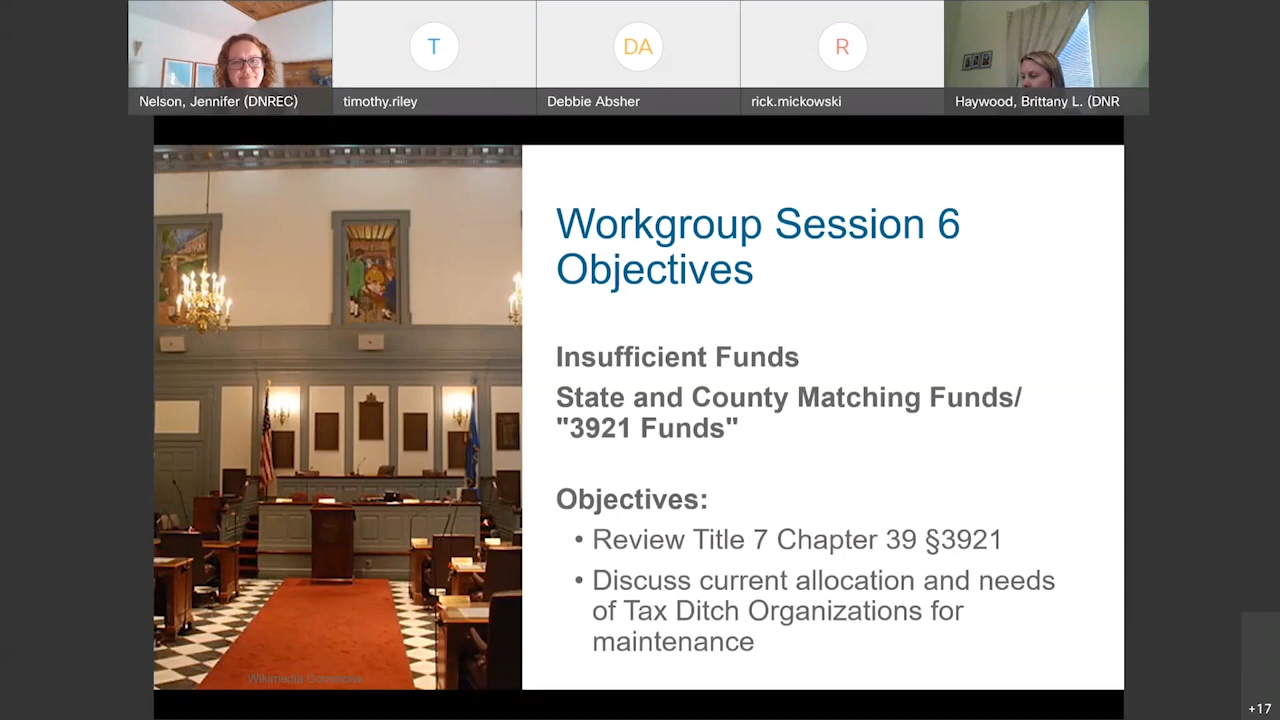 T
DA
R
Nelson, Jennifer (DNREC)
timothy.riley
Debbie Absher
rick.mickowski
Haywood, Brittany L. (DNR
Workgroup Session 6
Objectives
Insufficient Funds
State and County Matching Funds/
"3921 Funds"
Objectives:
• Review Title 7 Chapter 39 §3921
• Discuss current allocation and needs
of Tax Ditch Organizations for
maintenance
Wikimedia Commons
+17